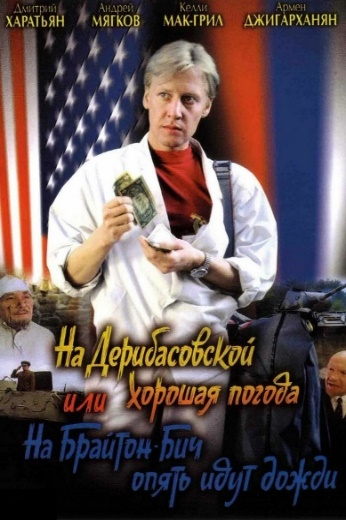 Дмитрий Андрей Келли Армен
ХАРАТЬЯН МЯГКОВ МАК-ГРИЛ ДЖИГАРХАНЯН
На Дерибасовской
или хорошая погода
На Брайтон-Бич
опять идут дожди